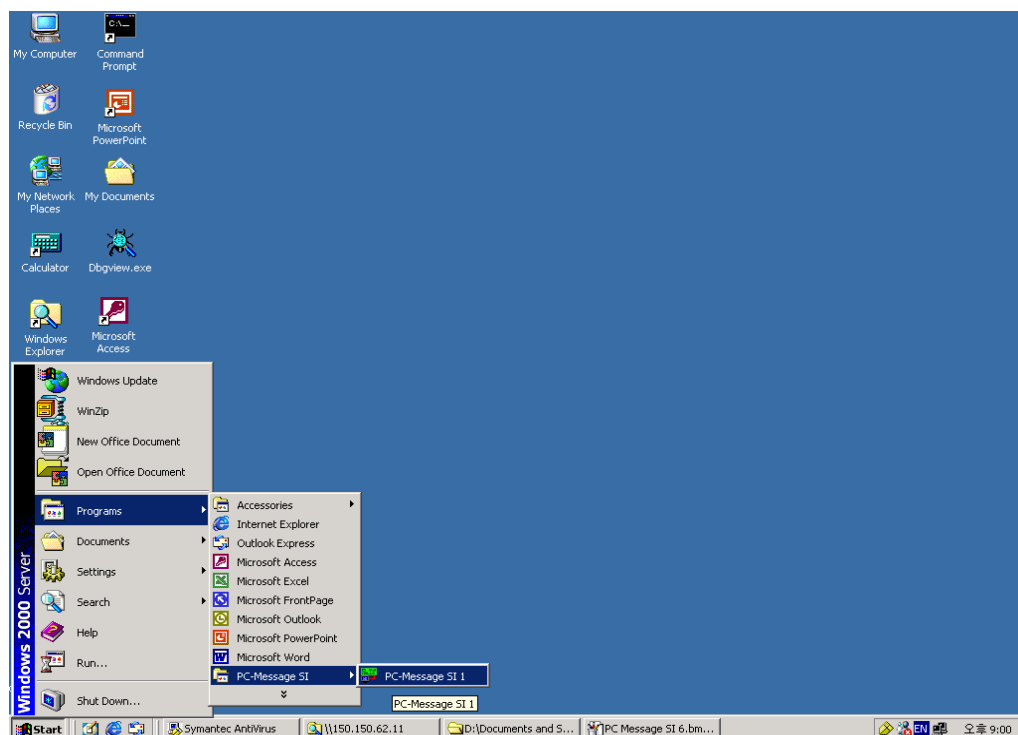 My Computer
Command
Prompt
Recycle Bin
Microsoft
PowerPoint
My Network
Places
My Documents
Calculator
Dbgview.exe
Windows
Explorer
Microsoft
Access
Windows Update
WinZip
New Office Document
Open Office Document
Programs
Documents
Settings
Search
Help
Run...
Shut Down...
Windows 2000 Server
Accessories
Internet Explorer
Outlook Express
Microsoft Access
Microsoft Excel
Microsoft FrontPage
Microsoft Outlook
Microsoft PowerPoint
Microsoft Word
PC-Message SI
PC-Message SI 1
PC-Message SI 1
Start
Symantec AntiVirus
\\150.150.62.11
D:\Documents and S...
PC Message SI 6.bm...
EN
오후 9:00